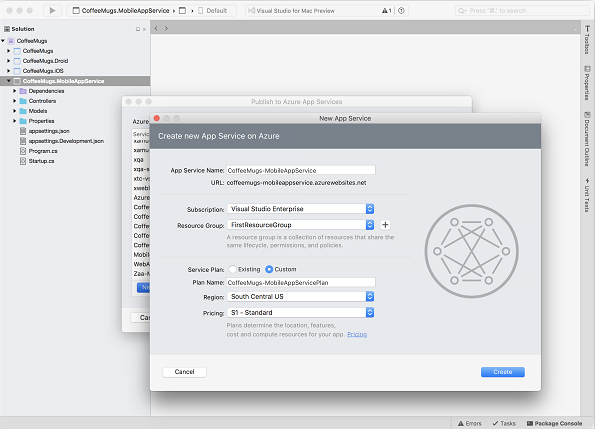 CoffeeMugs.MobileAppService
Default
Visual Studio for Mac Preview
1
Press '⌘.' to search
Solution
CoffeeMugs
CoffeeMugs
CoffeeMugs.Droid
CoffeeMugs.iOS
CoffeeMugs.MobileAppService
Dependencies
Controllers
Models
Properties
appsettings.json
appsettings.Development.json
Program.cs
Startup.cs
Toolbox
Properties
Document Outline
Unit Tests
Publish to Azure App Services
Azure
Servic
xamu
xamu
xqa
xqa-s
xtc-vs
xwebl
Azure
Coffe
Coffe
Coffe
Coffe
Mobil
WebA
Zaa-M
Ne
Ca
New App Service
Create new App Service on Azure
App Service Name: CoffeeMugs-MobileAppService
URL: coffeemugs-mobileappservice.azurewebsites.net
Subscription: Visual Studio Enterprise
Resource Group: FirstResourceGroup
A resource group is a collection of resources that share the
same lifecycle, permissions, and policies.
Service Plan: Existing Custom
Plan Name: CoffeeMugs-MobileAppServicePlan
Region: South Central US
Pricing: S1 - Standard
Plans determine the location, features,
cost and compute resources for your app. Pricing
Cancel
Create
Errors
Tasks
Package Console